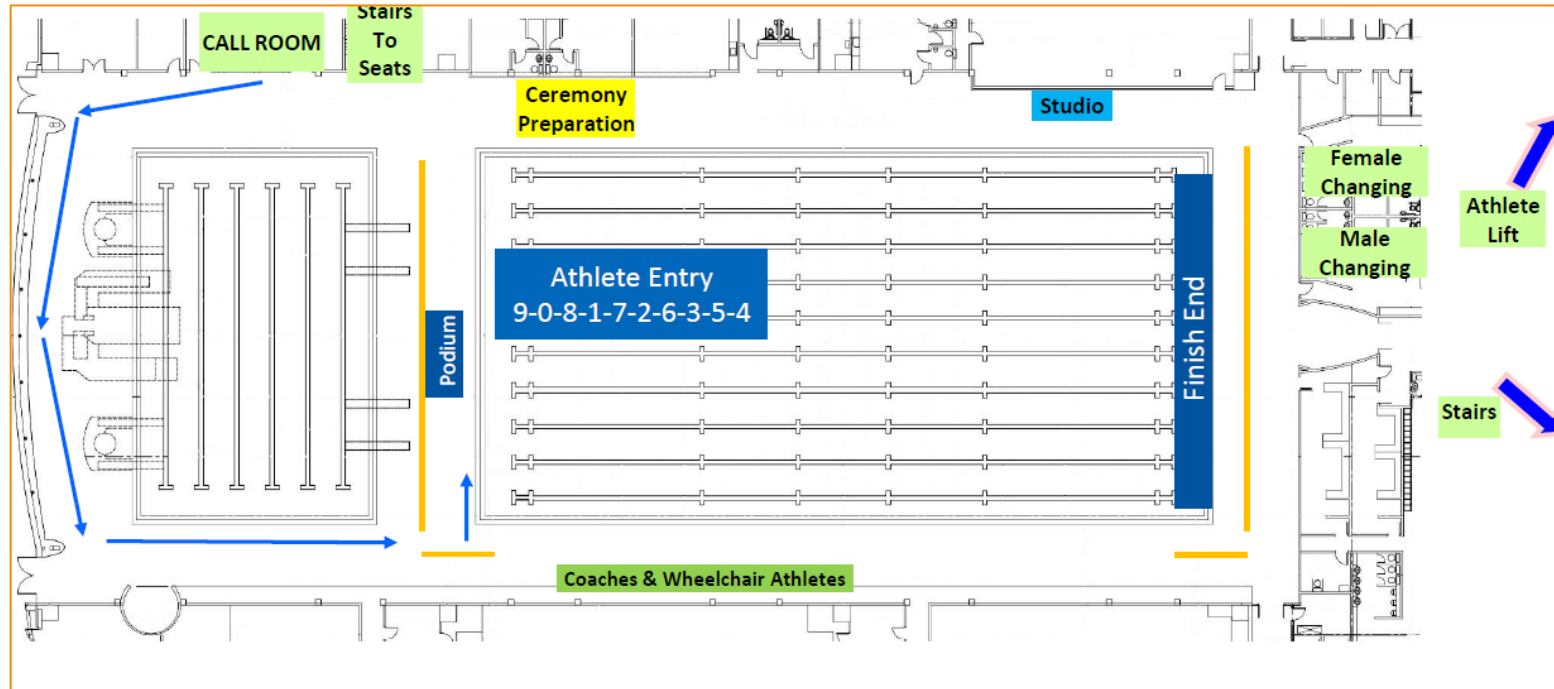 CALL ROOM
Stairs
To
Seats
Ceremony
Preparation
Studio
Female
Changing
Male
Changing
Athlete
Lift
Athlete Entry
9-0-8-1-7-2-6-3-5-4
Podium
Finish End
Stairs
Coaches & Wheelchair Athletes